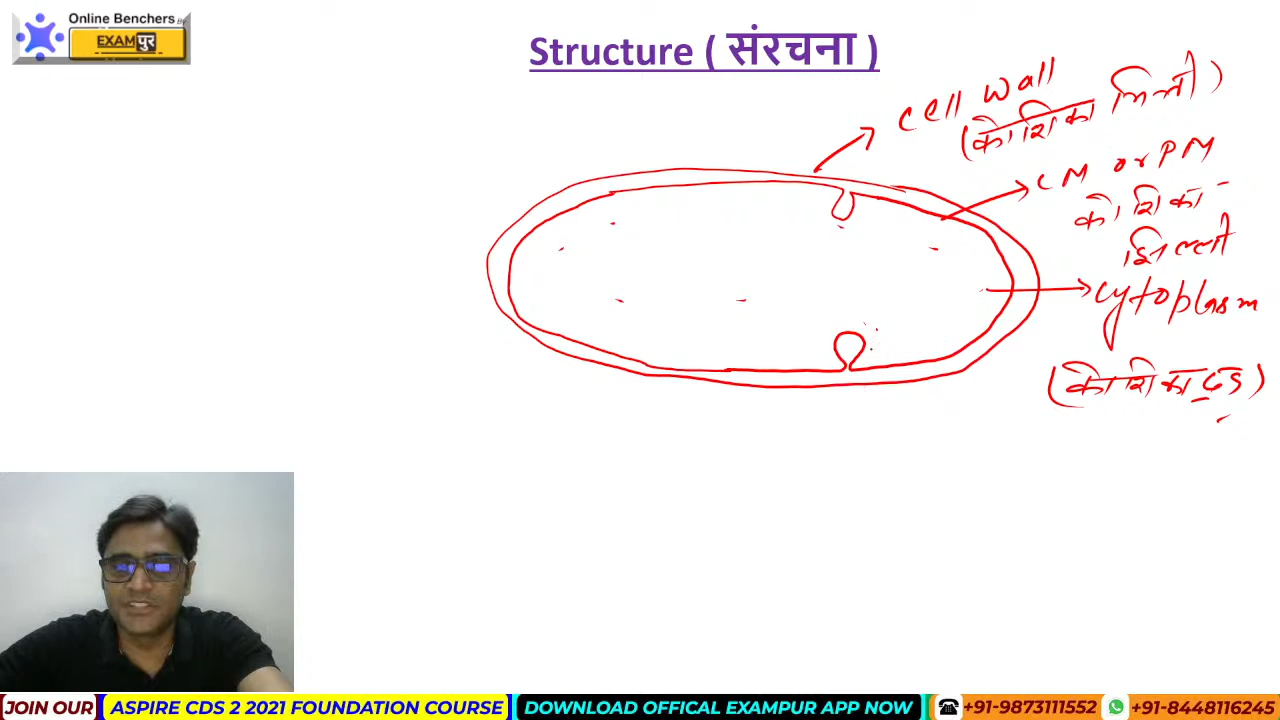 Online Benchers By
EXAMपुर
Structure ( संरचना )
cell wall
(कोशिका भित्ती)
CM or PM
कोशिका-
झिल्ली
cytoplasm
(कोशिका द्रव)
JOIN OUR
ASPIRE CDS 2 2021 FOUNDATION COURSE
DOWNLOAD OFFICAL EXAMPUR APP NOW
+91-9873111552
+91-8448116245